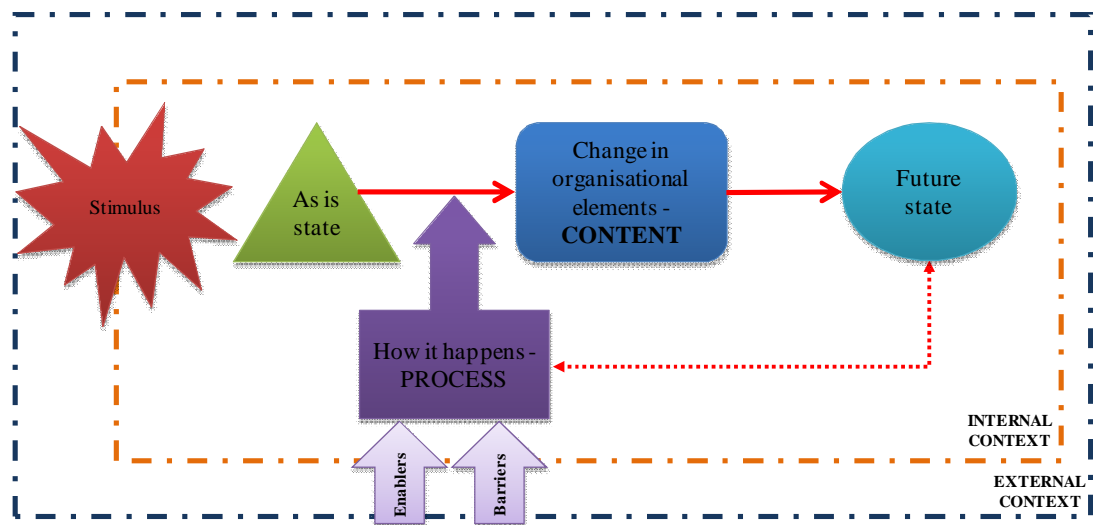 Stimulus
As is
state
Change in
organisational
elements -
CONTENT
Future
state
How it happens -
PROCESS
Enablers
Barriers
INTERNAL
CONTEXT
EXTERNAL
CONTEXT